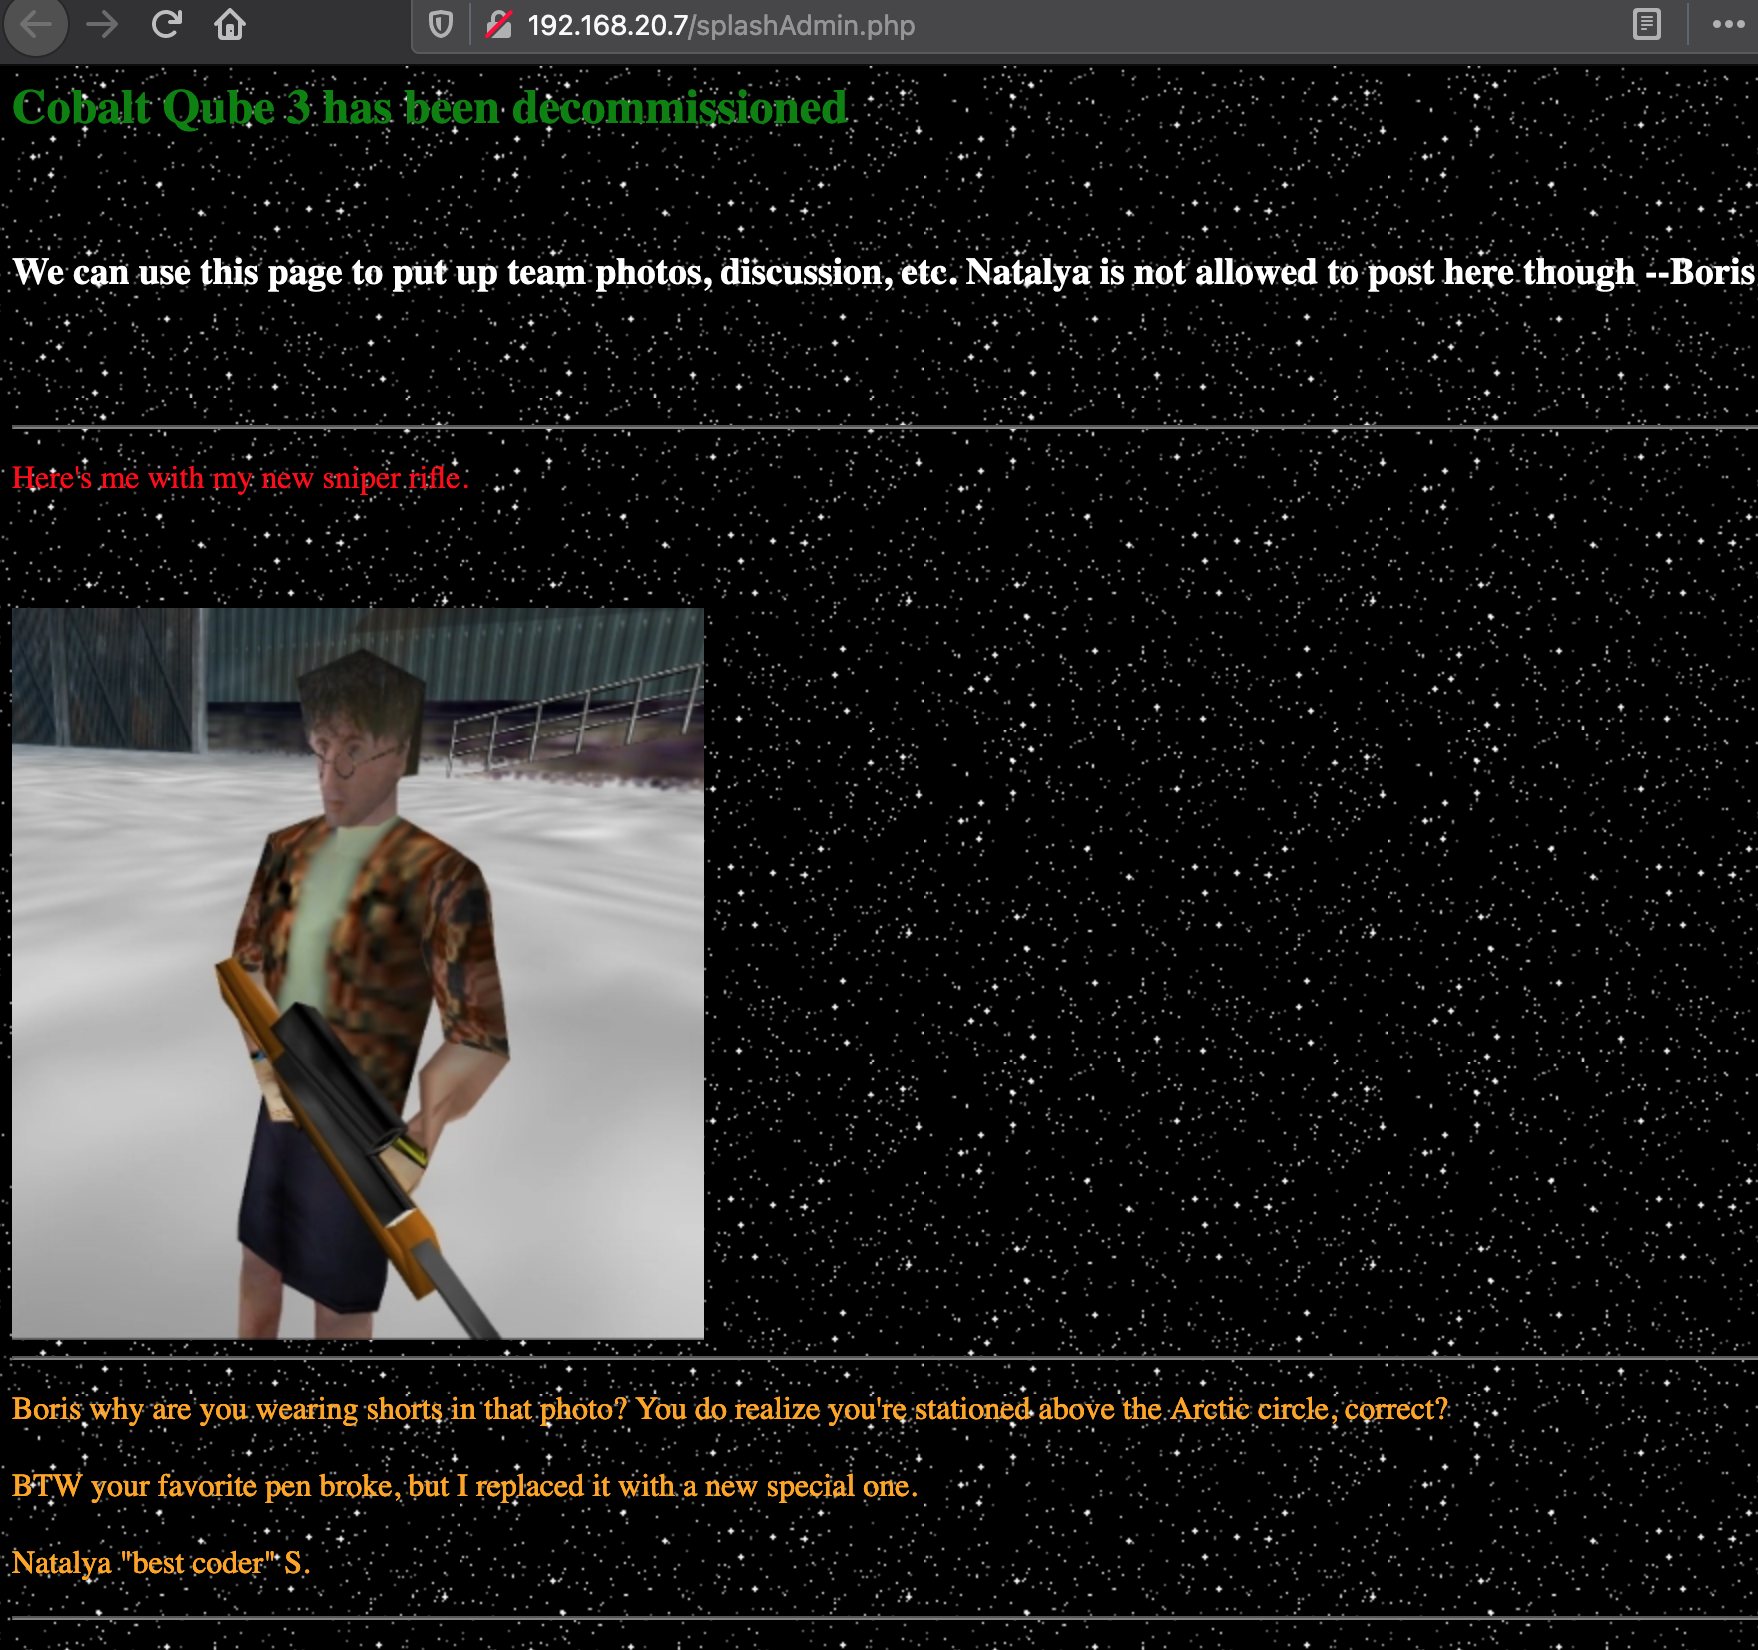 192.168.20.7/splashAdmin.php
Cobalt Qube 3 has been decommissioned
We can use this page to put up team photos, discussion, etc. Natalya is not allowed to post here though --Boris
Here's me with my new sniper rifle.
Boris why are you wearing shorts in that photo? You do realize you're stationed above the Arctic circle, correct?
BTW your favorite pen broke, but I replaced it with a new special one.
Natalya "best coder" S.